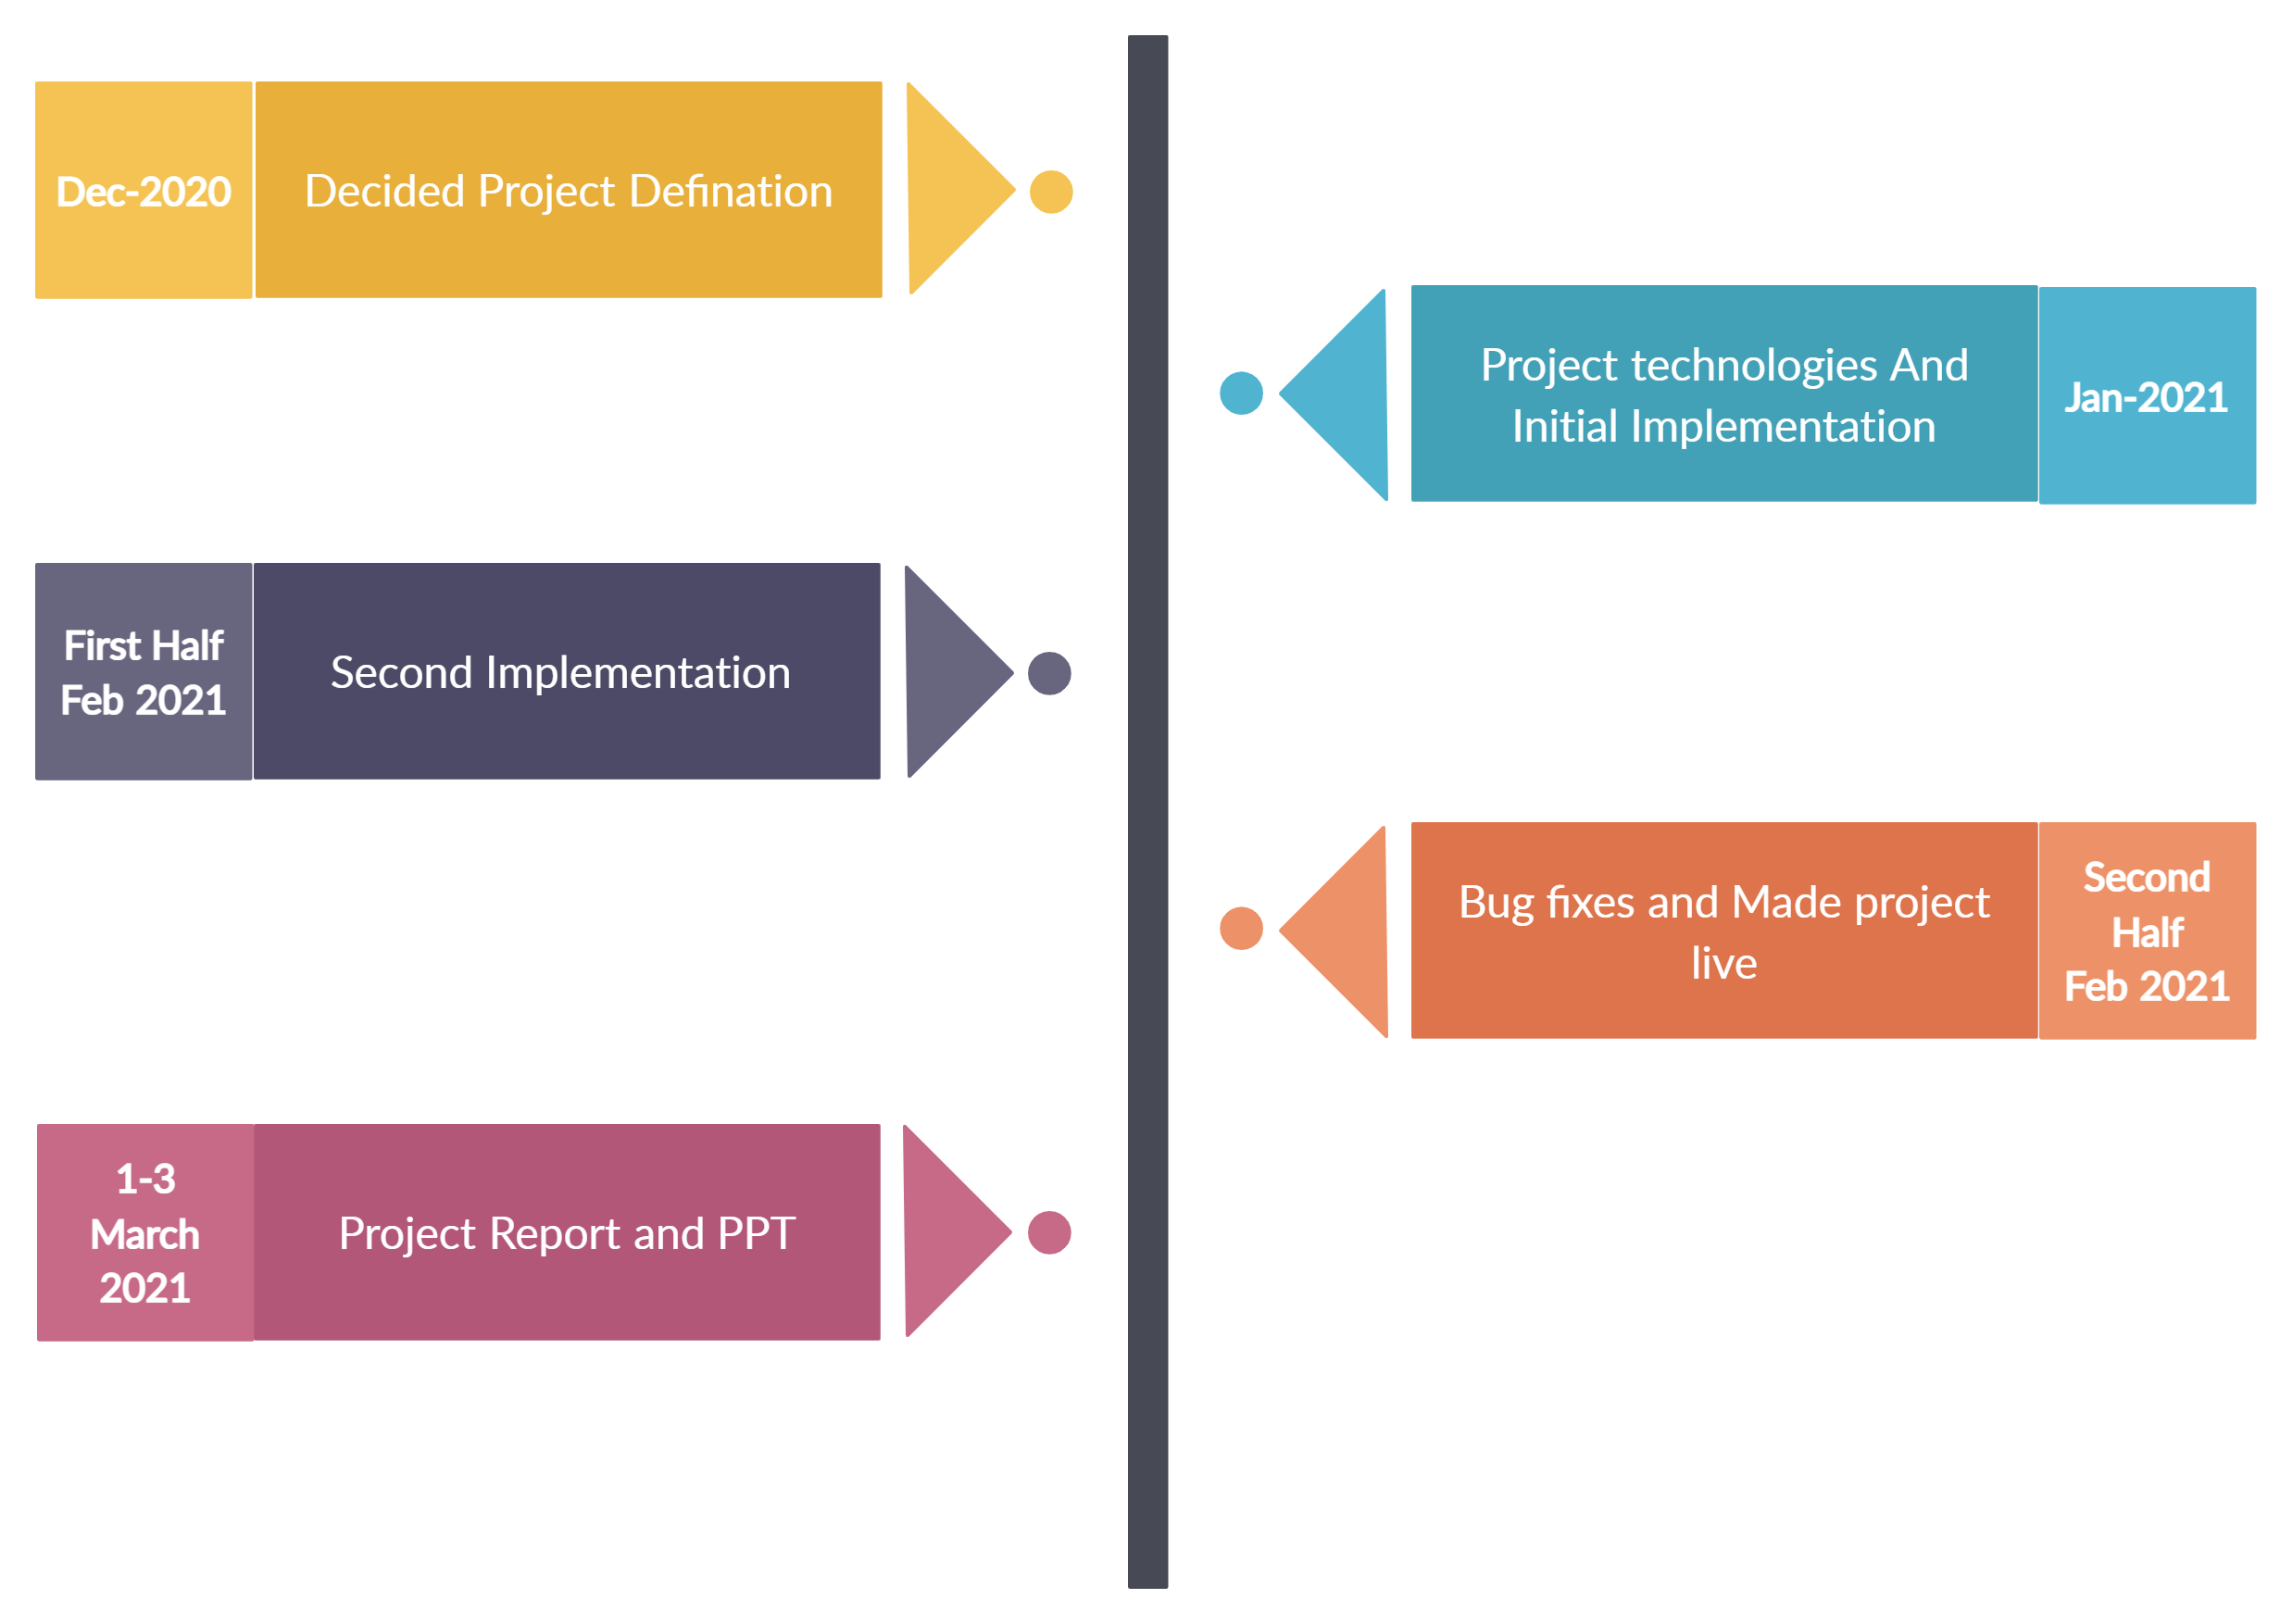 Dec-2020
Decided Project Defination
Project technologies And
Initial Implementation
Jan-2021
First Half
Feb 2021
Second Implementation
Bug fixes and Made project
live
Second
Half
Feb 2021
1-3
March
2021
Project Report and PPT